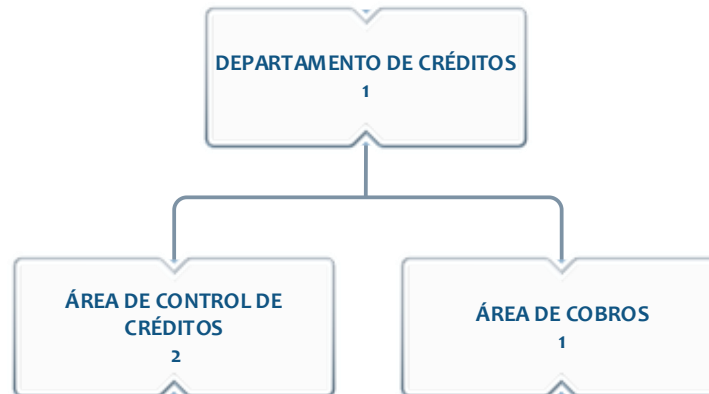 DEPARTAMENTO DE CRÉDITOS
1
ÁREA DE CONTROL DE
CRÉDITOS
2
ÁREA DE COBROS
1